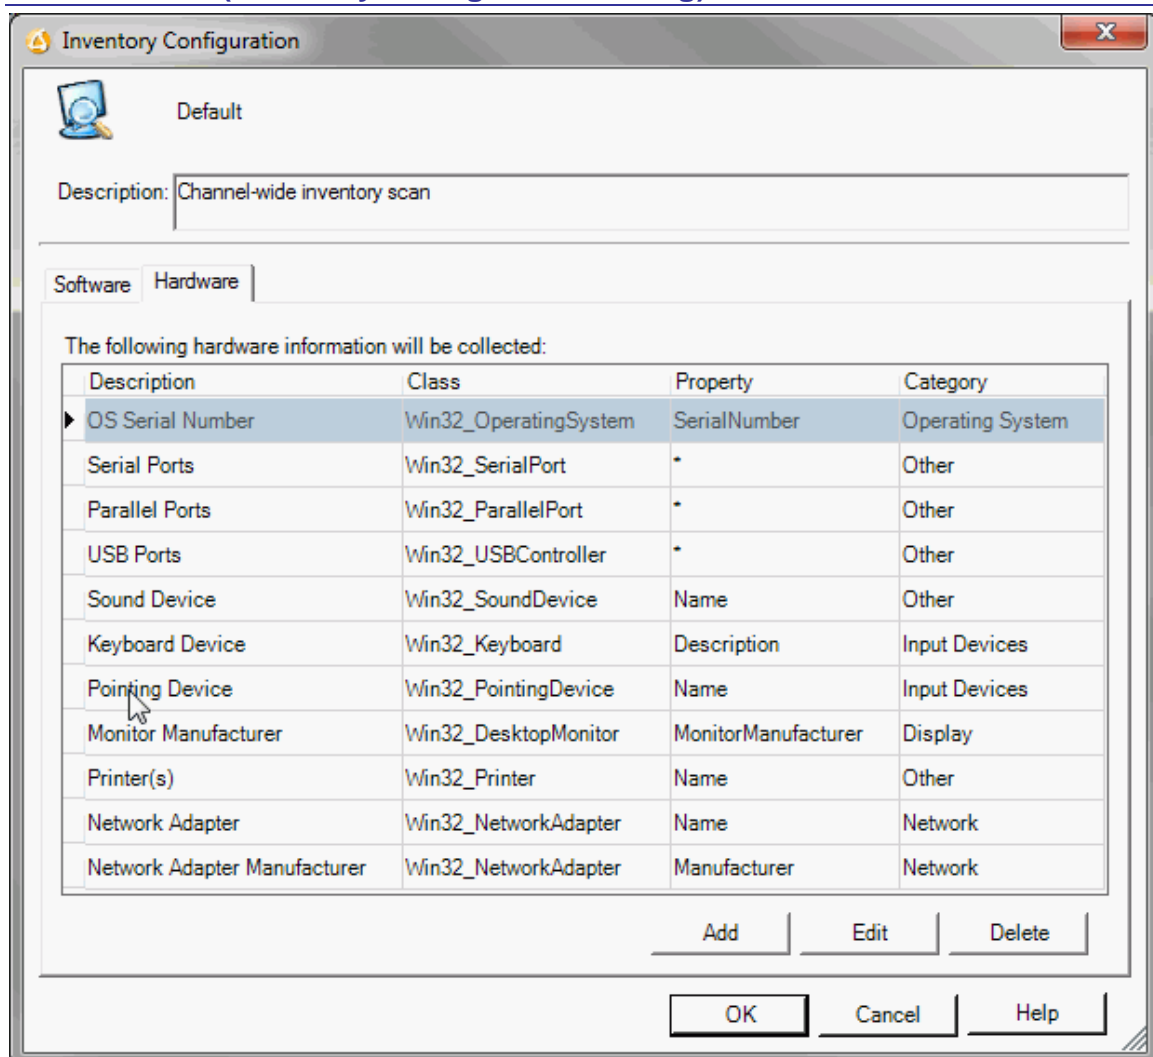 Inventory Configuration
Default
Description: Channel-wide inventory scan
Software Hardware
The following hardware information will be collected:
Description Class Property Category
OS Serial Number Win32_OperatingSystem SerialNumber Operating System
Serial Ports Win32_SerialPort * Other
Parallel Ports Win32_ParallelPort * Other
USB Ports Win32_USBController * Other
Sound Device Win32_SoundDevice Name Other
Keyboard Device Win32_Keyboard Description Input Devices
Pointing Device Win32_PointingDevice Name Input Devices
Monitor Manufacturer Win32_DesktopMonitor MonitorManufacturer Display
Printer(s) Win32_Printer Name Other
Network Adapter Win32_NetworkAdapter Name Network
Network Adapter Manufacturer Win32_NetworkAdapter Manufacturer Network
Add Edit Delete
OK Cancel Help